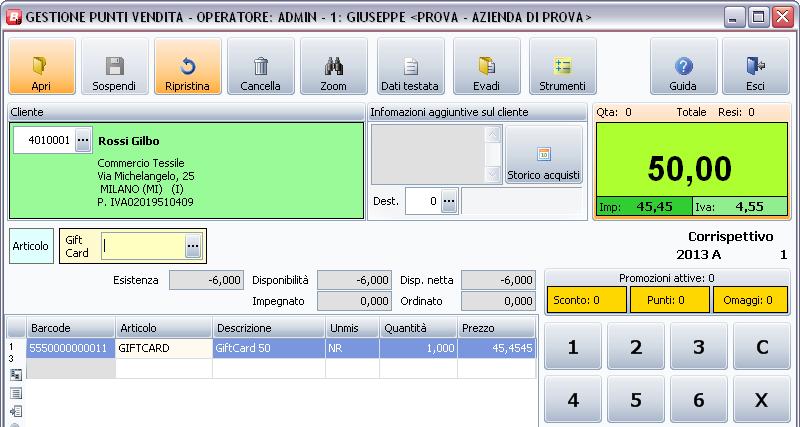 GESTIONE PUNTI VENDITA - OPERATORE: ADMIN - 1: GIUSEPPE <PROVA - AZIENDA DI PROVA>
Apri Sospendi Ripristina Cancella Zoom Dati testata Evadi Strumenti Guida Esci
Cliente
4010001 ... Rossi Gilbo
Commercio Tessile
Via Michelangelo, 25
MILANO (MI) (I)
P. IVA02019510409
Infomazioni aggiuntive sul cliente
Storico acquisti
Dest. 0 ...
Qta: 0 Totale Resi: 0
50,00
Imp: 45,45 Iva: 4,55
Articolo Gift Card ...
Corrispettivo
2013 A 1
Esistenza -6,000 Disponibilità -6,000 Disp. netta -6,000
Impegnato 0,000 Ordinato 0,000
Promozioni attive: 0
Sconto: 0 Punti: 0 Omaggi: 0
Barcode Articolo Descrizione Unmis Quantità Prezzo
1 5550000000011 GIFTCARD GiftCard 50 NR 1,000 45,4545
3
1 2 3 C
4 5 6 X